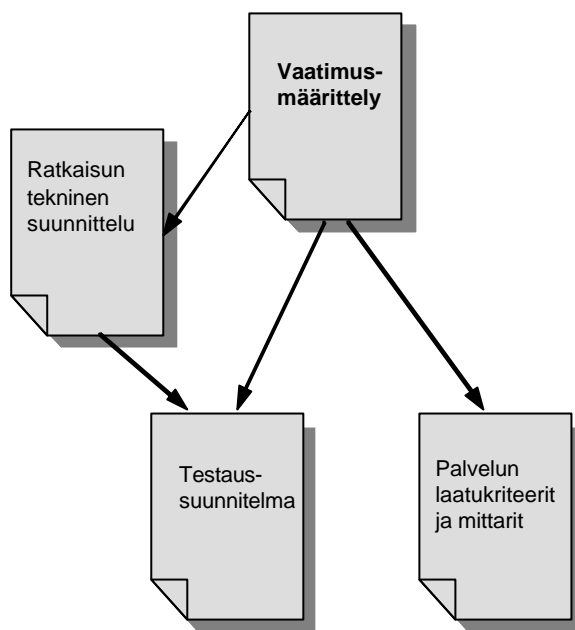 Vaatimus-
määrittely
Ratkaisun
tekninen
suunnittelu
Testaus-
suunnitelma
Palvelun
laatukriteerit
ja mittarit